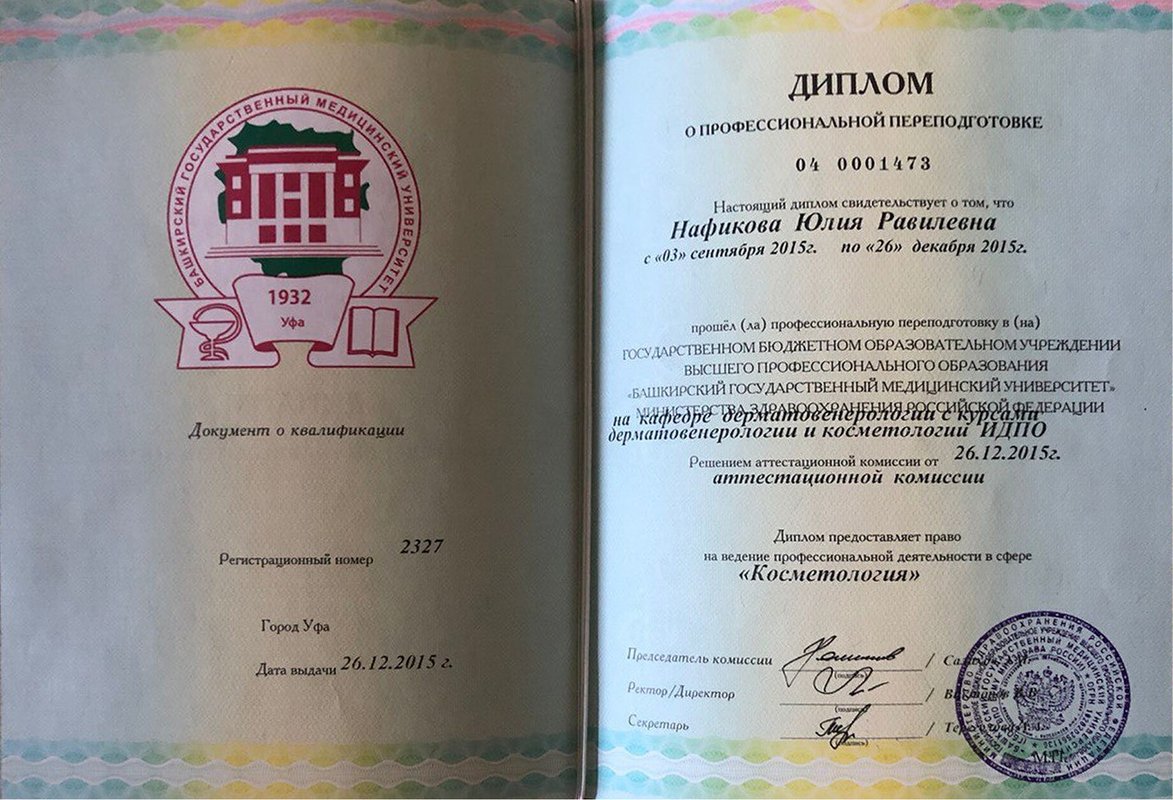 БАШКИРСКИЙ ГОСУДАРСТВЕННЫЙ МЕДИЦИНСКИЙ УНИВЕРСИТЕТ
1932
Уфа
Документ о квалификации
Регистрационный номер 2327
Город Уфа
Дата выдачи 26.12.2015 г.
ДИПЛОМ
О ПРОФЕССИОНАЛЬНОЙ ПЕРЕПОДГОТОВКЕ
04 0001473
Настоящий диплом свидетельствует о том, что
Нафикова Юлия Равилевна
с «03» сентября 2015г. по «26» декабря 2015г.
прошёл (ла) профессиональную переподготовку в (на)
ГОСУДАРСТВЕННОМ БЮДЖЕТНОМ ОБРАЗОВАТЕЛЬНОМ УЧРЕЖДЕНИИ
ВЫСШЕГО ПРОФЕССИОНАЛЬНОГО ОБРАЗОВАНИЯ
«БАШКИРСКИЙ ГОСУДАРСТВЕННЫЙ МЕДИЦИНСКИЙ УНИВЕРСИТЕТ»
МИНИСТЕРСТВА ЗДРАВООХРАНЕНИЯ РОССИЙСКОЙ ФЕДЕРАЦИИ
на кафедре дерматовенерологии с курсами
дерматовенерологии и косметологии ИДПО
Решением аттестационной комиссии от 26.12.2015г.
аттестационной комиссии
Диплом предоставляет право
на ведение профессиональной деятельности в сфере
«Косметология»
Председатель комиссии /
(подпись)
Ректор/Директор /
(подпись)
Секретарь /
(подпись)
М.П.